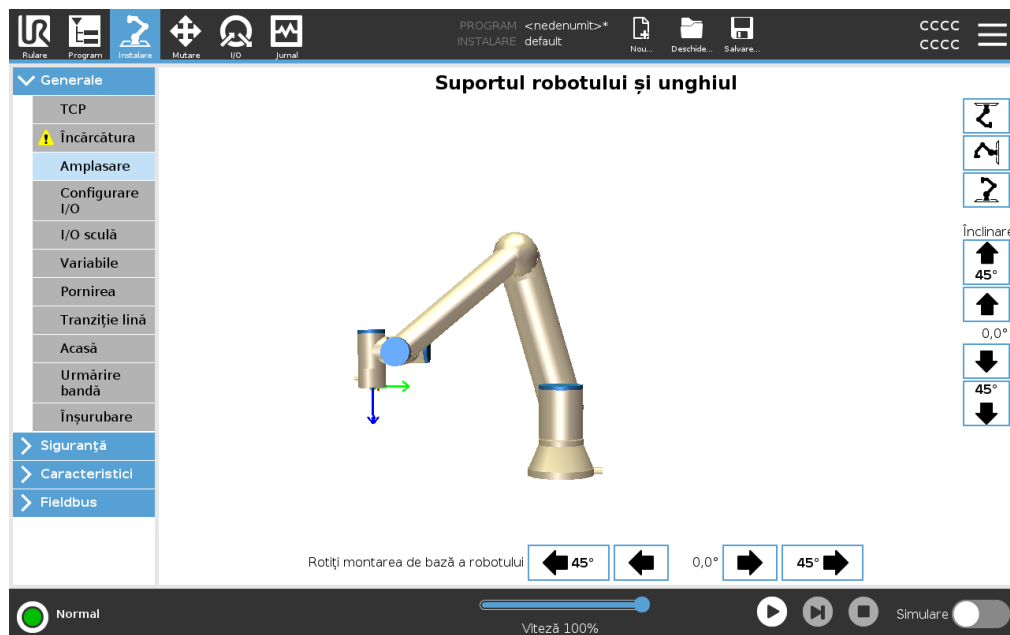 PROGRAM <nedenumit>*
INSTALARE default
CCCC
CCCC
Rulare
Program
Instalare
Mutare
I/O
Jurnal
Nou...
Deschide...
Salvare...
Generale
TCP
Încărcătura
Amplasare
Configurare
I/O
I/O sculă
Variabile
Pornirea
Tranziție lină
Acasă
Urmărire
bandă
Înșurubare
Siguranță
Caracteristici
Fieldbus
Suportul robotului și unghiul
Înclinare
45°
0,0°
45°
Rotiți montarea de bază a robotului
45°
0,0°
45°
Normal
Viteză 100%
Simulare